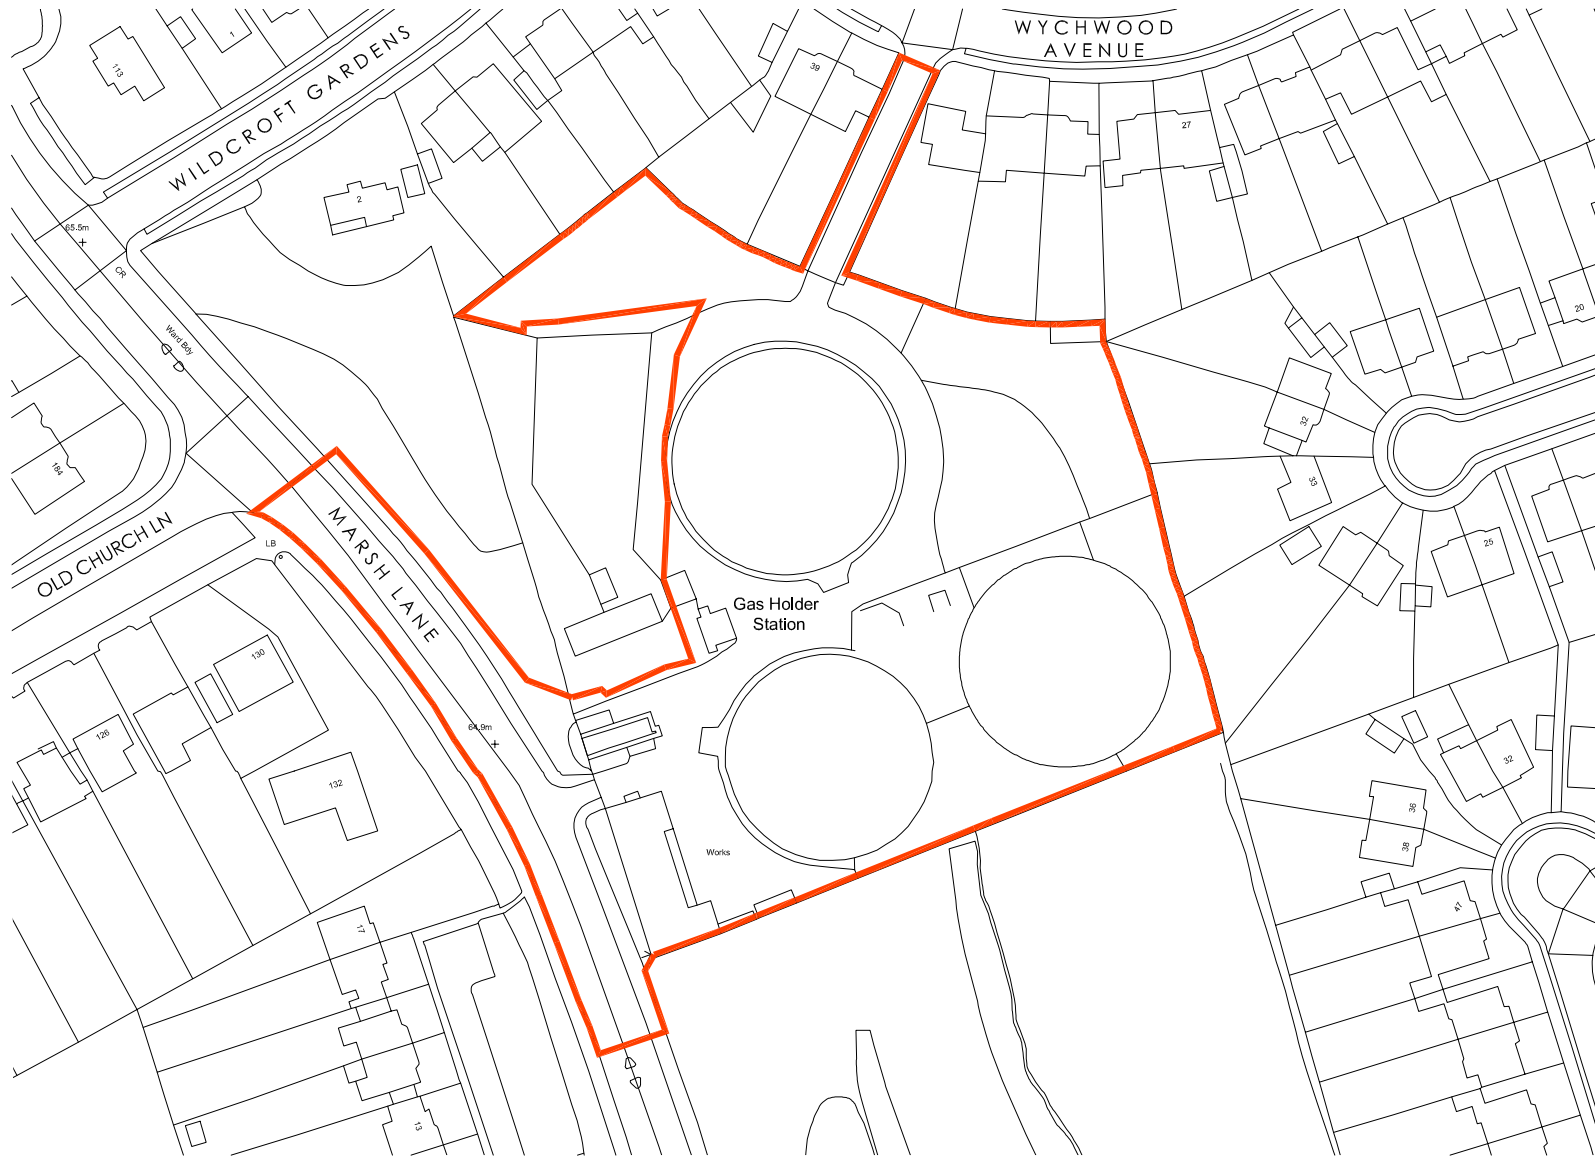 WYCHWOOD
AVENUE
1
113
WILDCROFT GARDENS
39
27
2
65.5m
CR
Ward Bdy
20
32
33
184
MARSH LANE
OLD CHURCH LN
LB
25
Gas Holder
Station
130
126
64.9m
132
32
36
38
Works
47
17
13